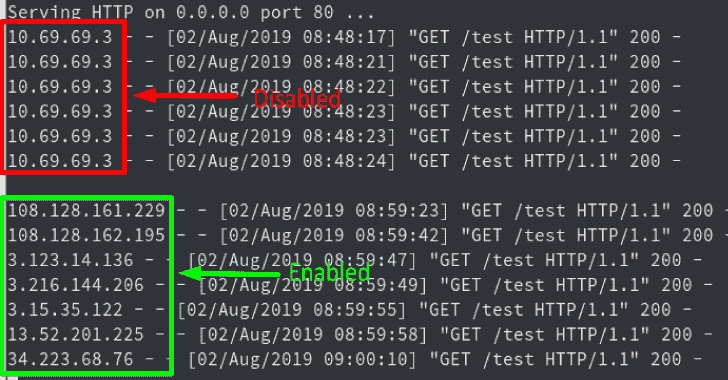 Serving HTTP on 0.0.0.0 port 80 ...
10.69.69.3 - - [02/Aug/2019 08:48:17] "GET /test HTTP/1.1" 200 -
10.69.69.3 - - [02/Aug/2019 08:48:21] "GET /test HTTP/1.1" 200 -
10.69.69.3 - - [02/Aug/2019 08:48:22] "GET /test HTTP/1.1" 200 -
Disabled
10.69.69.3 - - [02/Aug/2019 08:48:23] "GET /test HTTP/1.1" 200 -
10.69.69.3 - - [02/Aug/2019 08:48:23] "GET /test HTTP/1.1" 200 -
10.69.69.3 - - [02/Aug/2019 08:48:24] "GET /test HTTP/1.1" 200 -
108.128.161.229 - - [02/Aug/2019 08:59:23] "GET /test HTTP/1.1" 200 -
108.128.162.195 - - [02/Aug/2019 08:59:42] "GET /test HTTP/1.1" 200 -
3.123.14.136 - - [02/Aug/2019 08:59:47] "GET /test HTTP/1.1" 200 -
Enabled
3.216.144.206 - - [02/Aug/2019 08:59:49] "GET /test HTTP/1.1" 200 -
3.15.35.122 - - [02/Aug/2019 08:59:55] "GET /test HTTP/1.1" 200 -
13.52.201.225 - - [02/Aug/2019 08:59:58] "GET /test HTTP/1.1" 200 -
34.223.68.76 - - [02/Aug/2019 09:00:10] "GET /test HTTP/1.1" 200 -